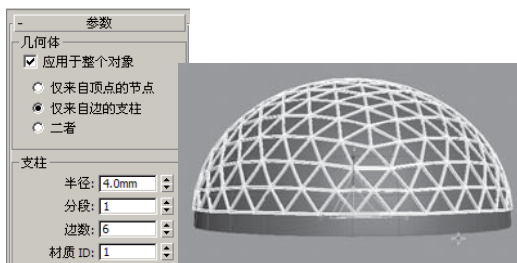 - 参数
几何体
应用于整个对象
仅来自顶点的节点
仅来自边的支柱
二者
支柱
半径: 4.0mm
分段: 1
边数: 6
材质 ID: 1